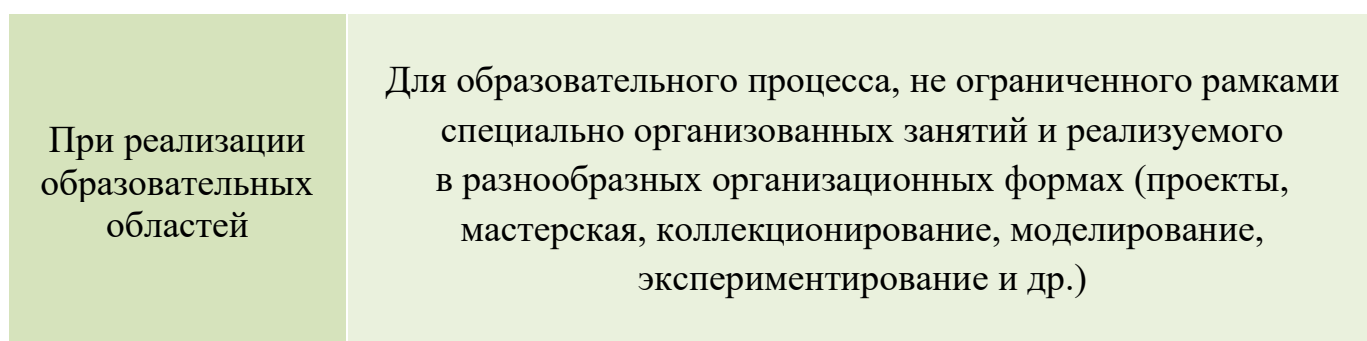 При реализации
образовательных
областей
Для образовательного процесса, не ограниченного рамками
специально организованных занятий и реализуемого
в разнообразных организационных формах (проекты,
мастерская, коллекционирование, моделирование,
экспериментирование и др.)